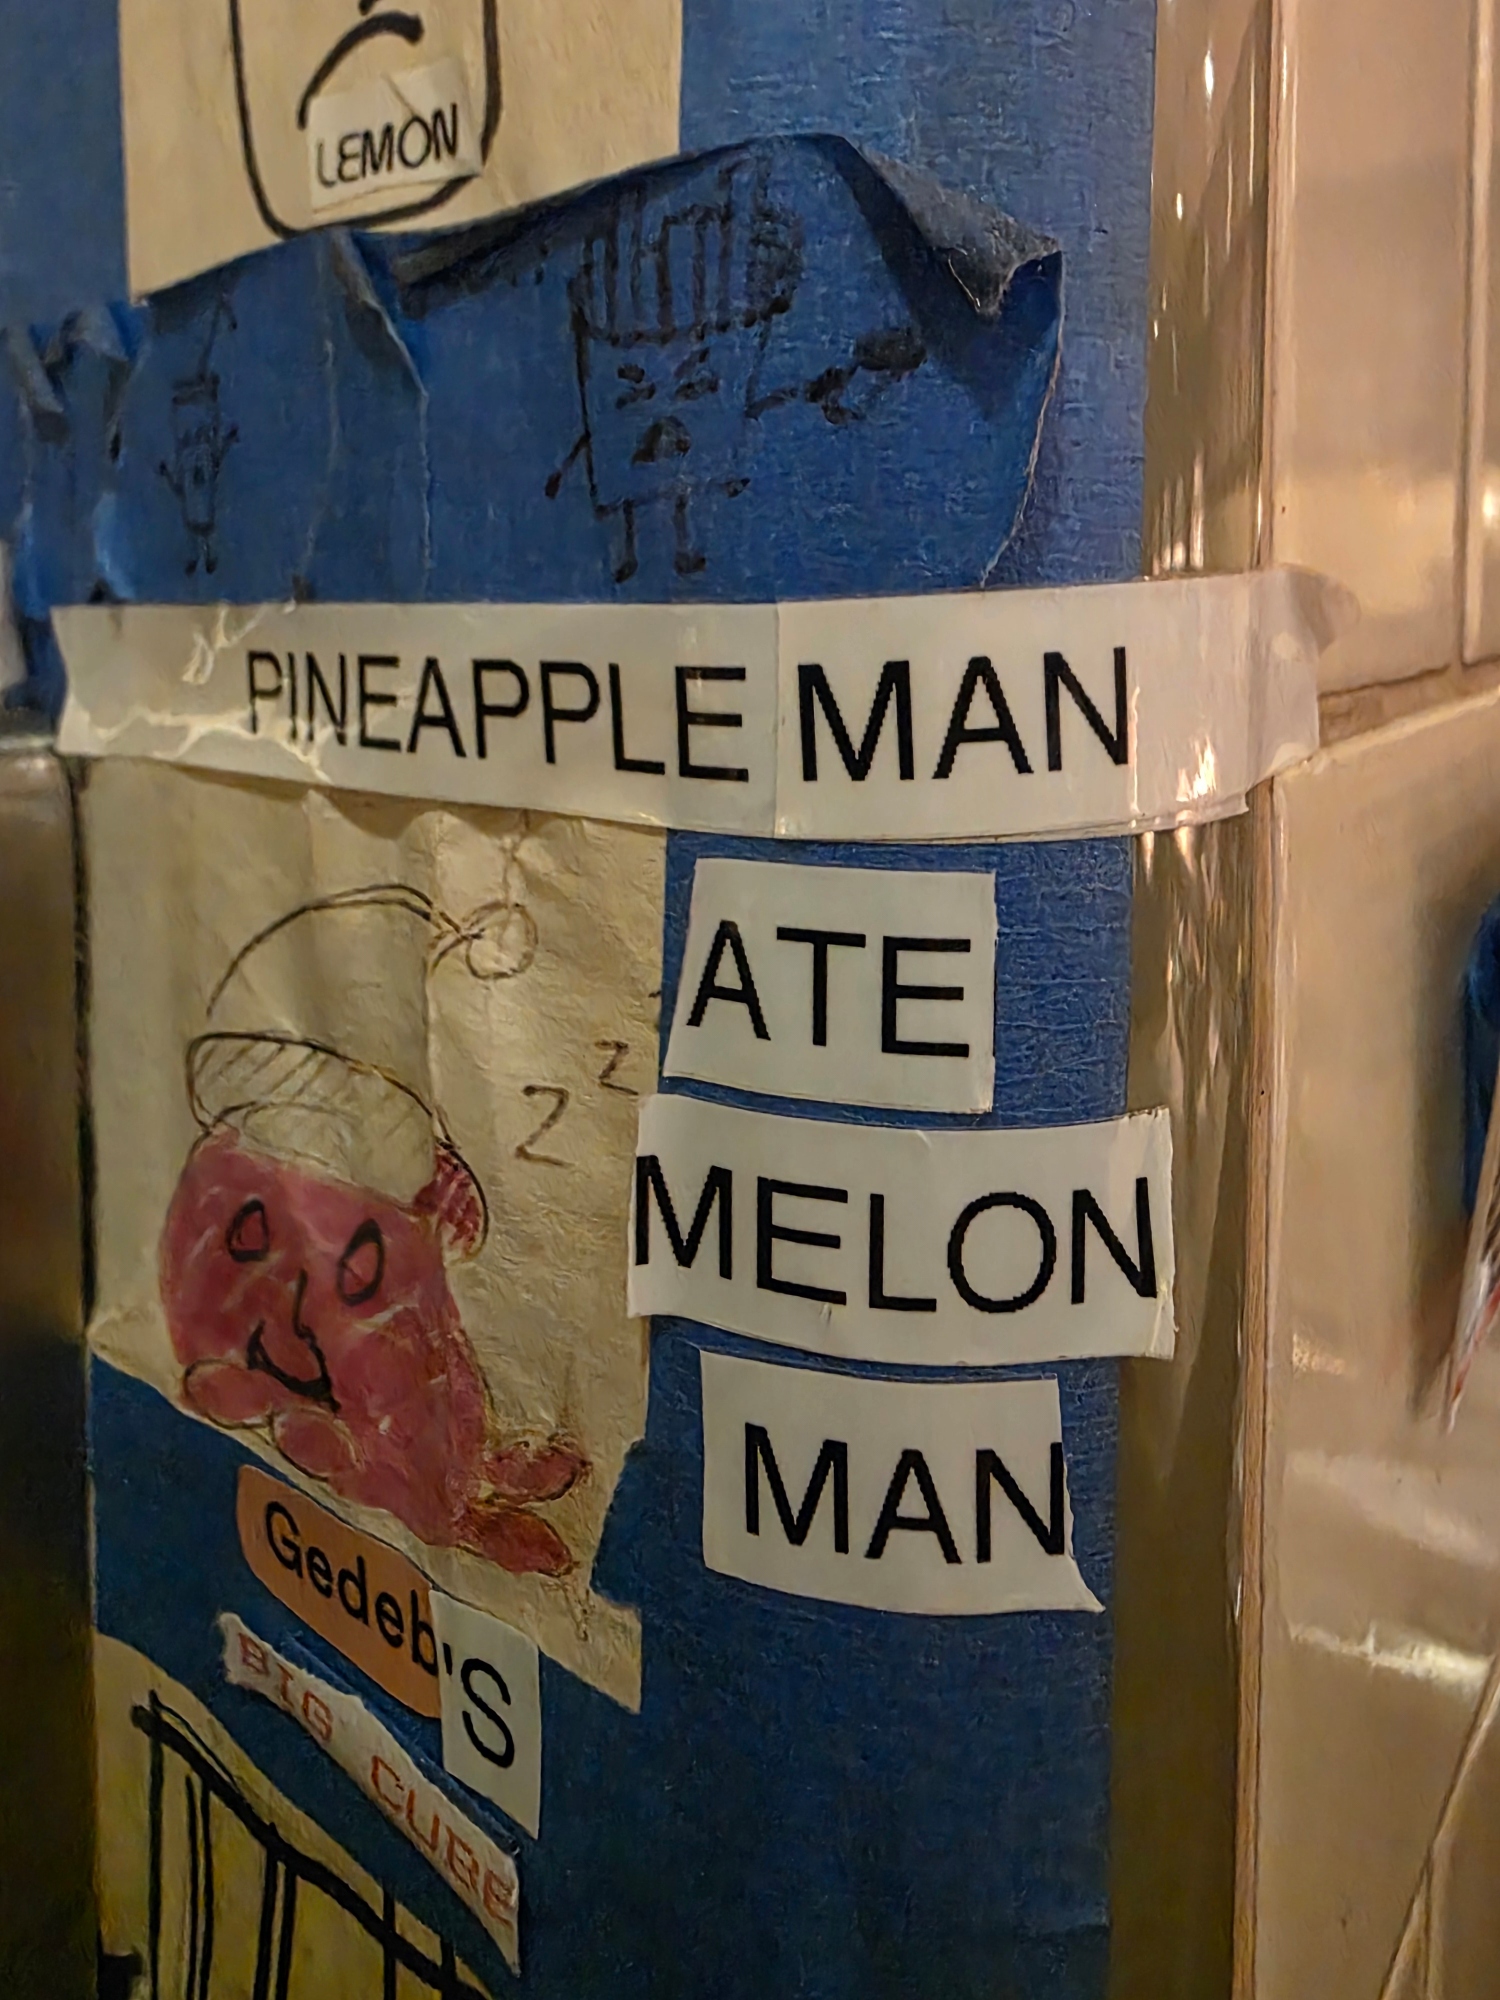 LEMON
PINEAPPLE MAN
ATE
MELON
MAN
z
z
Gedeb'S
BIG CUBE